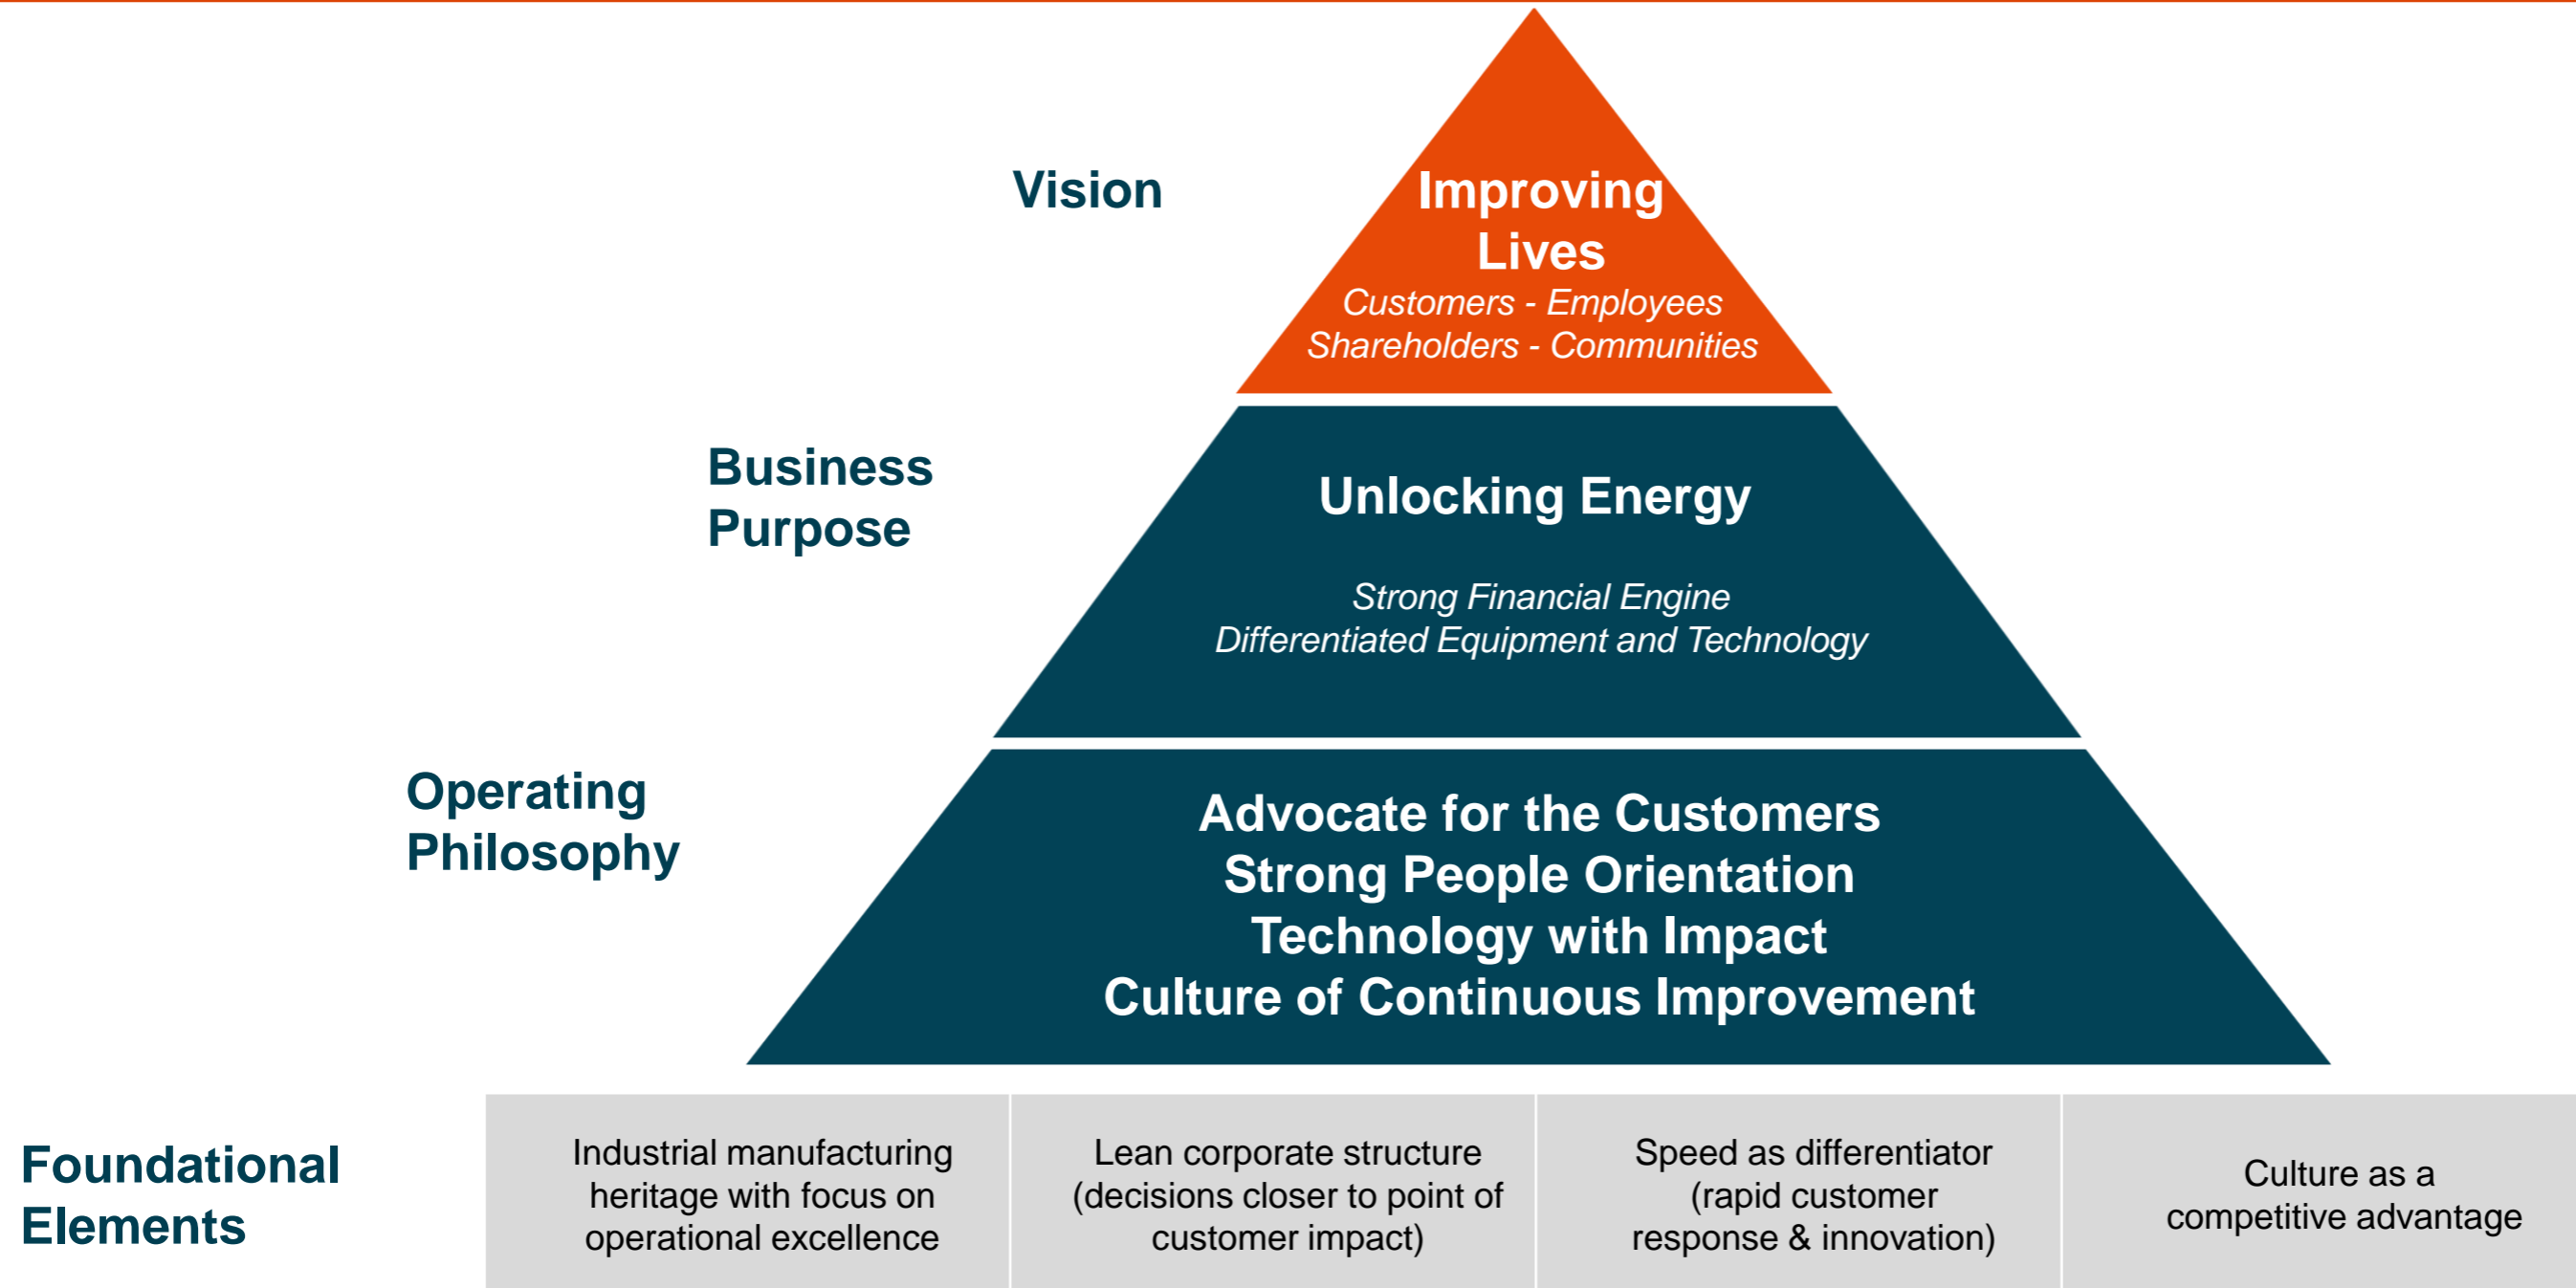 Vision
Improving
Lives
Customers - Employees
Shareholders - Communities
Business
Purpose
Unlocking Energy
Strong Financial Engine
Differentiated Equipment and Technology
Operating
Philosophy
Advocate for the Customers
Strong People Orientation
Technology with Impact
Culture of Continuous Improvement
Foundational
Elements
Industrial manufacturing
heritage with focus on
operational excellence
Lean corporate structure
(decisions closer to point of
customer impact)
Speed as differentiator
(rapid customer
response & innovation)
Culture as a
competitive advantage